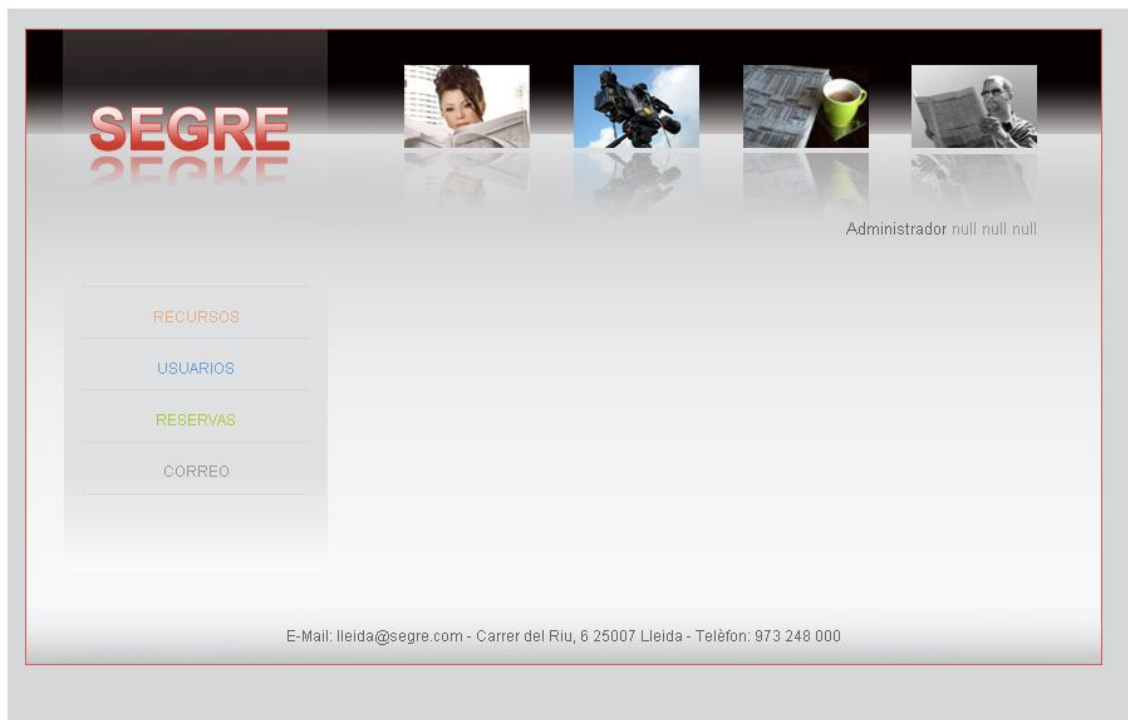 SEGRE
Administrador null null null
RECURSOS
USUARIOS
RESERVAS
CORREO
E-Mail: lleida@segre.com - Carrer del Riu, 6 25007 Lleida - Telèfon: 973 248 000